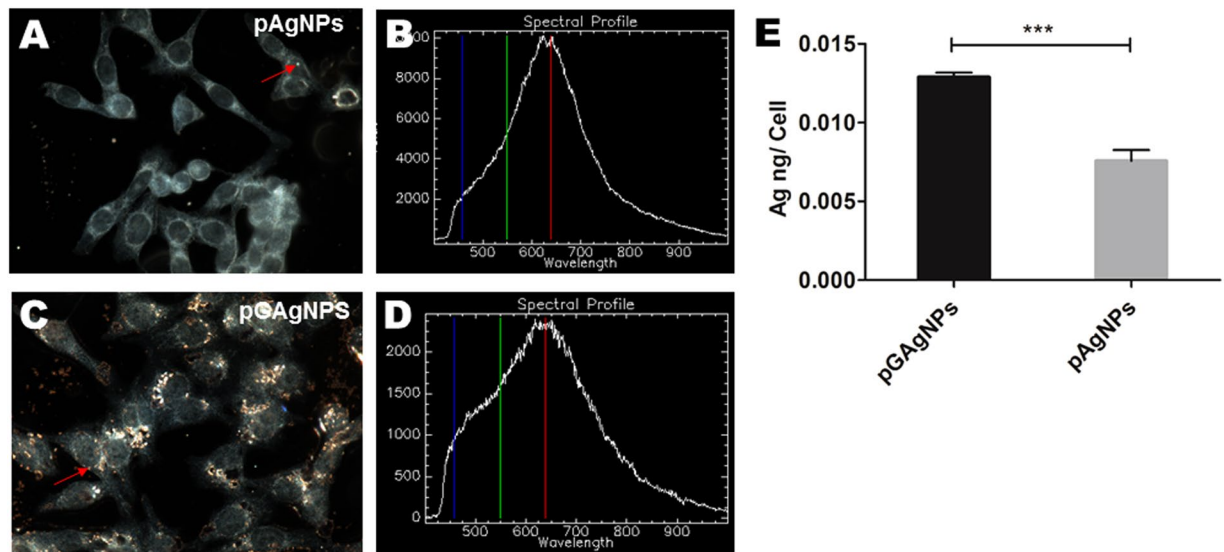 A
pAgNPs
B
Spectral Profile
8000
6000
4000
2000
500 600 700 800 900
Wavelength
C
pGAgNPS
D
Spectral Profile
2000
1500
1000
500
0
500 600 700 800 900
Wavelength
E
***
0.015
0.010
0.005
0.000
Ag ng/ Cell
pGAgNPs
pAgNPs